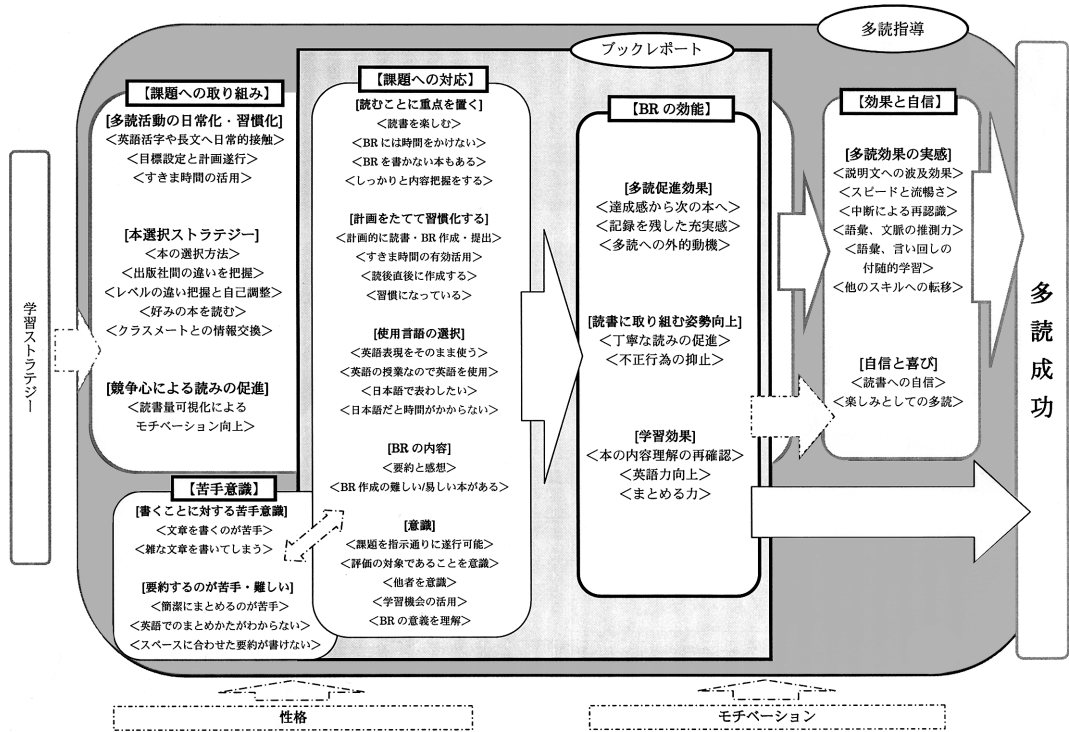 多読指導
ブックレポート
学習ストラテジー
【課題への取り組み】
[多読活動の日常化・習慣化]
＜英語活字や長文へ日常的接触＞
＜目標設定と計画遂行＞
＜すきま時間の活用＞
[本選択ストラテジー]
＜本の選択方法＞
＜出版社間の違いを把握＞
＜レベルの違い把握と自己調整＞
＜好みの本を読む＞
＜クラスメートとの情報交換＞
[競争心による読みの促進]
＜読書量可視化による
モチベーション向上＞
【苦手意識】
[書くことに対する苦手意識]
＜文章を書くのが苦手＞
＜雑な文章を書いてしまう＞
[要約するのが苦手・難しい]
＜簡潔にまとめるのが苦手＞
＜英語でのまとめかたがわからない＞
＜スペースに合わせた要約が書けない＞
【課題への対応】
[読むことに重点を置く]
＜読書を楽しむ＞
＜BRには時間をかけない＞
＜BRを書かない本もある＞
＜しっかりと内容把握をする＞
[計画をたてて習慣化する]
＜計画的に読書・BR作成・提出＞
＜すきま時間の有効活用＞
＜読後直後に作成する＞
＜習慣になっている＞
[使用言語の選択]
＜英語表現をそのまま使う＞
＜英語の授業なので英語を使用＞
＜日本語で表わしたい＞
＜日本語だと時間がかからない＞
[BRの内容]
＜要約と感想＞
＜BR作成の難しい/易しい本がある＞
[意識]
＜課題を指示通りに遂行可能＞
＜評価の対象であることを意識＞
＜他者を意識＞
＜学習機会の活用＞
＜BRの意義を理解＞
【BRの効能】
[多読促進効果]
＜達成感から次の本へ＞
＜記録を残した充実感＞
＜多読への外的動機＞
[読書に取り組む姿勢向上]
＜丁寧な読みの促進＞
＜不正行為の抑止＞
[学習効果]
＜本の内容理解の再確認＞
＜英語力向上＞
＜まとめる力＞
【効果と自信】
[多読効果の実感]
＜説明文への波及効果＞
＜スピードと流暢さ＞
＜中断による再認識＞
＜語彙、文脈の推測力＞
＜語彙、言い回しの
付随的学習＞
＜他のスキルへの転移＞
[自信と喜び]
＜読書への自信＞
＜楽しみとしての多読＞
多読成功
性格
モチベーション